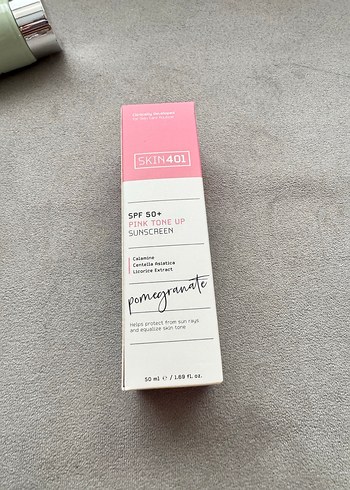 SKIN401
SPF 50+
PINK TONE UP
SUNSCREEN
Calamine
Centella Asiatica
Licorice Extract
pomegranate
Helps protect from sun rays
and equalise skin tone
50 ml ℮ / 1.69 fl. oz.